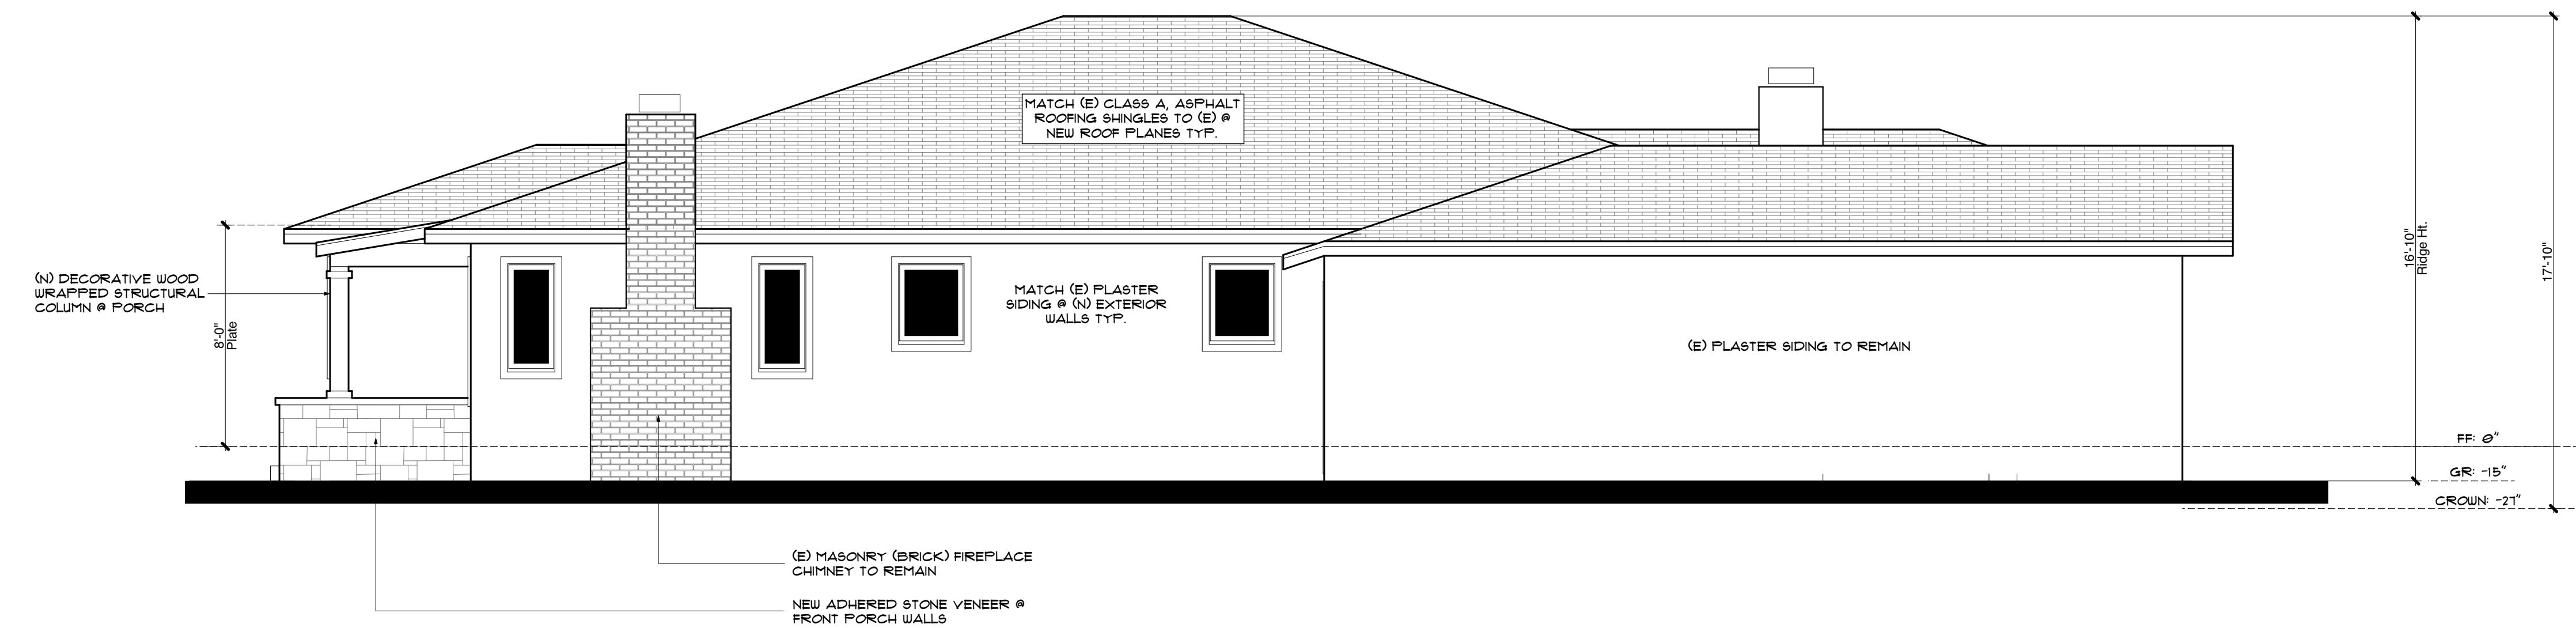 MATCH (E) CLASS A, ASPHALT
ROOFING SHINGLES TO (E) @
NEW ROOF PLANES TYP.
(N) DECORATIVE WOOD
WRAPPED STRUCTURAL
COLUMN @ PORCH
8'-0"
Plate
MATCH (E) PLASTER
SIDING @ (N) EXTERIOR
WALLS TYP.
(E) PLASTER SIDING TO REMAIN
16'-10"
Ridge Ht.
17'-10"
FF: 0"
GR: -15"
CROWN: -27"
(E) MASONRY (BRICK) FIREPLACE
CHIMNEY TO REMAIN
NEW ADHERED STONE VENEER @
FRONT PORCH WALLS